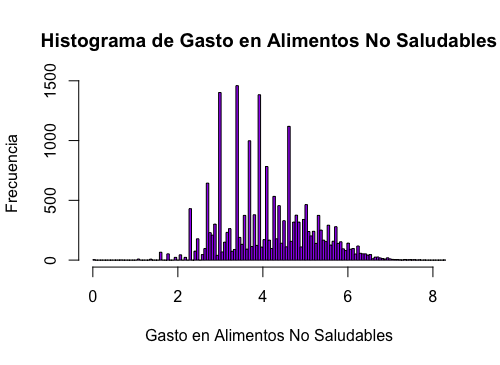 Histograma de Gasto en Alimentos No Saludables
Frecuencia
1500
1000
500
0
0 2 4 6 8
Gasto en Alimentos No Saludables